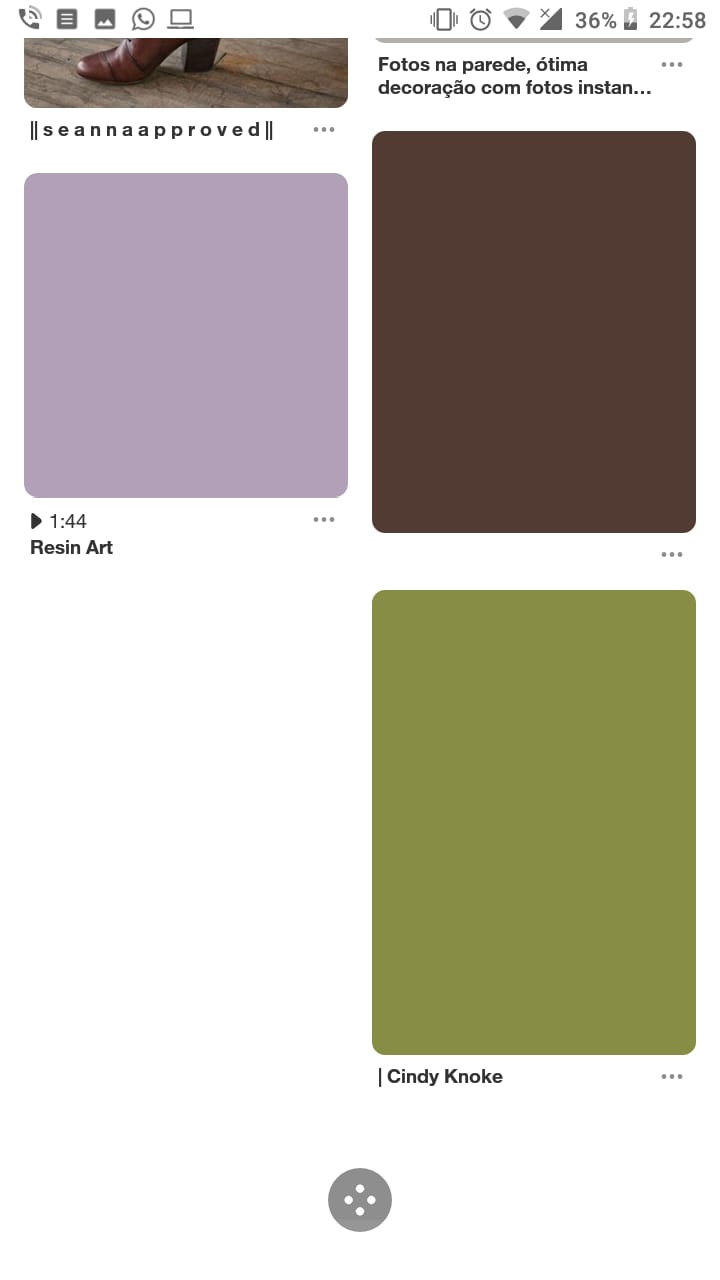 36% 22:58
Fotos na parede, ótima
decoração com fotos instan...
|| s e a n n a a p p r o v e d ||
1:44
Resin Art
| Cindy Knoke